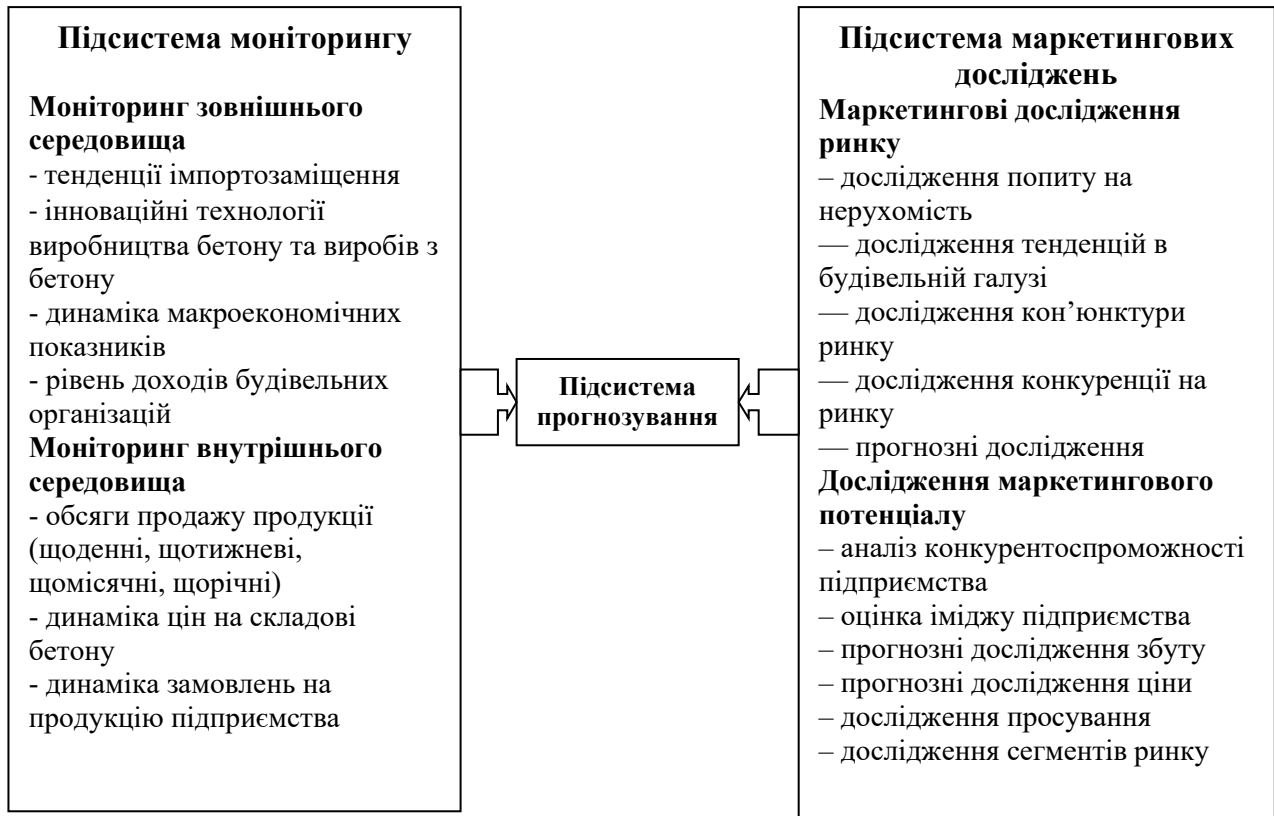 Підсистема моніторингу
Моніторинг зовнішнього
середовища
- тенденції імпортозаміщення
- інноваційні технології
виробництва бетону та виробів з
бетону
- динаміка макроекономічних
показників
- рівень доходів будівельних
організацій
Моніторинг внутрішнього
середовища
- обсяги продажу продукції
(щоденні, щотижневі,
щомісячні, щорічні)
- динаміка цін на складові
бетону
- динаміка замовлень на
продукцію підприємства
Підсистема
прогнозування
Підсистема маркетингових
досліджень
Маркетингові дослідження
ринку
– дослідження попиту на
нерухомість
— дослідження тенденцій в
будівельній галузі
— дослідження кон’юнктури
ринку
— дослідження конкуренції на
ринку
— прогнозні дослідження
Дослідження маркетингового
потенціалу
– аналіз конкурентоспроможності
підприємства
– оцінка іміджу підприємства
– прогнозні дослідження збуту
– прогнозні дослідження ціни
– дослідження просування
– дослідження сегментів ринку